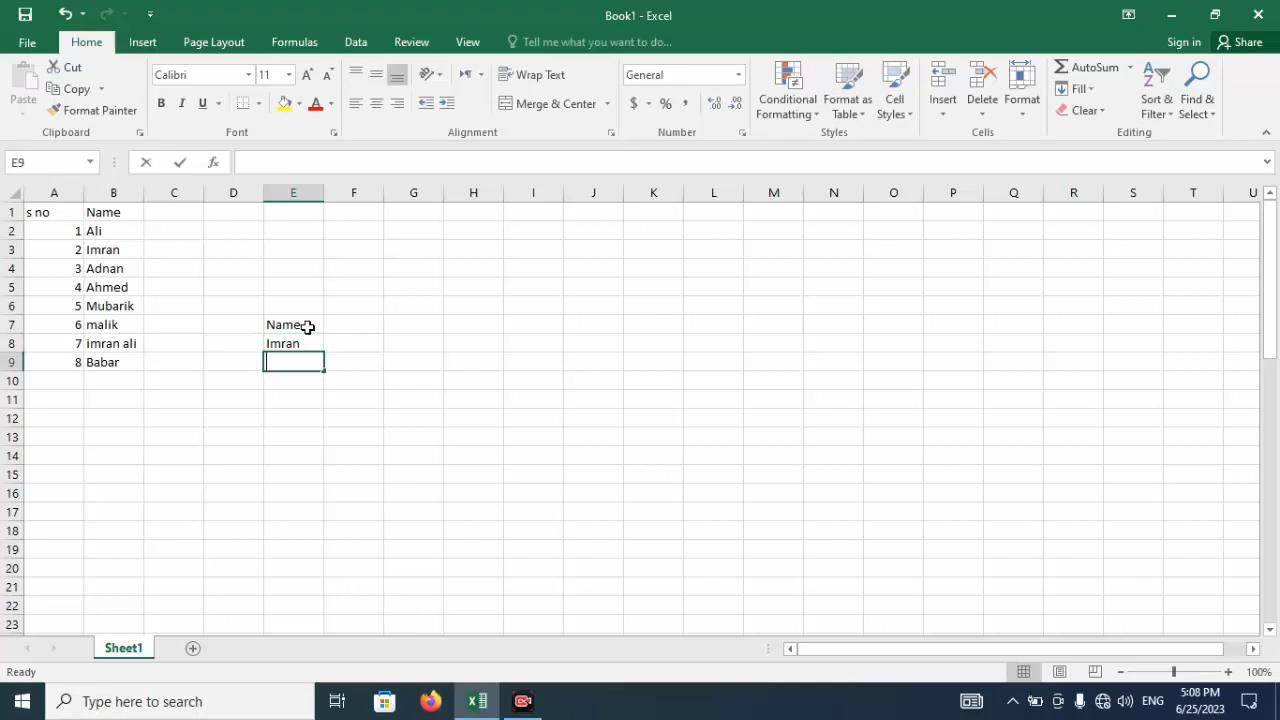 Book1 - Excel
File Home Insert Page Layout Formulas Data Review View Tell me what you want to do... Sign in Share
Paste Cut Copy Format Painter Clipboard
Calibri 11 B I U A Font
Wrap Text Merge & Center Alignment
General $ % , Number
Conditional Formatting Format as Table Cell Styles Styles
Insert Delete Format Cells
AutoSum Fill Clear Sort & Filter Find & Select Editing
E9 fx
A B C D E F G H I J K L M N O P Q R S T U
1 s no Name
2 1 Ali
3 2 Imran
4 3 Adnan
5 4 Ahmed
6 5 Mubarik
7 6 malik Name
8 7 imran ali Imran
9 8 Babar
10
11
12
13
14
15
16
17
18
19
20
21
22
23
Sheet1
Ready 100%
Type here to search ENG 5:08 PM
6/25/2023